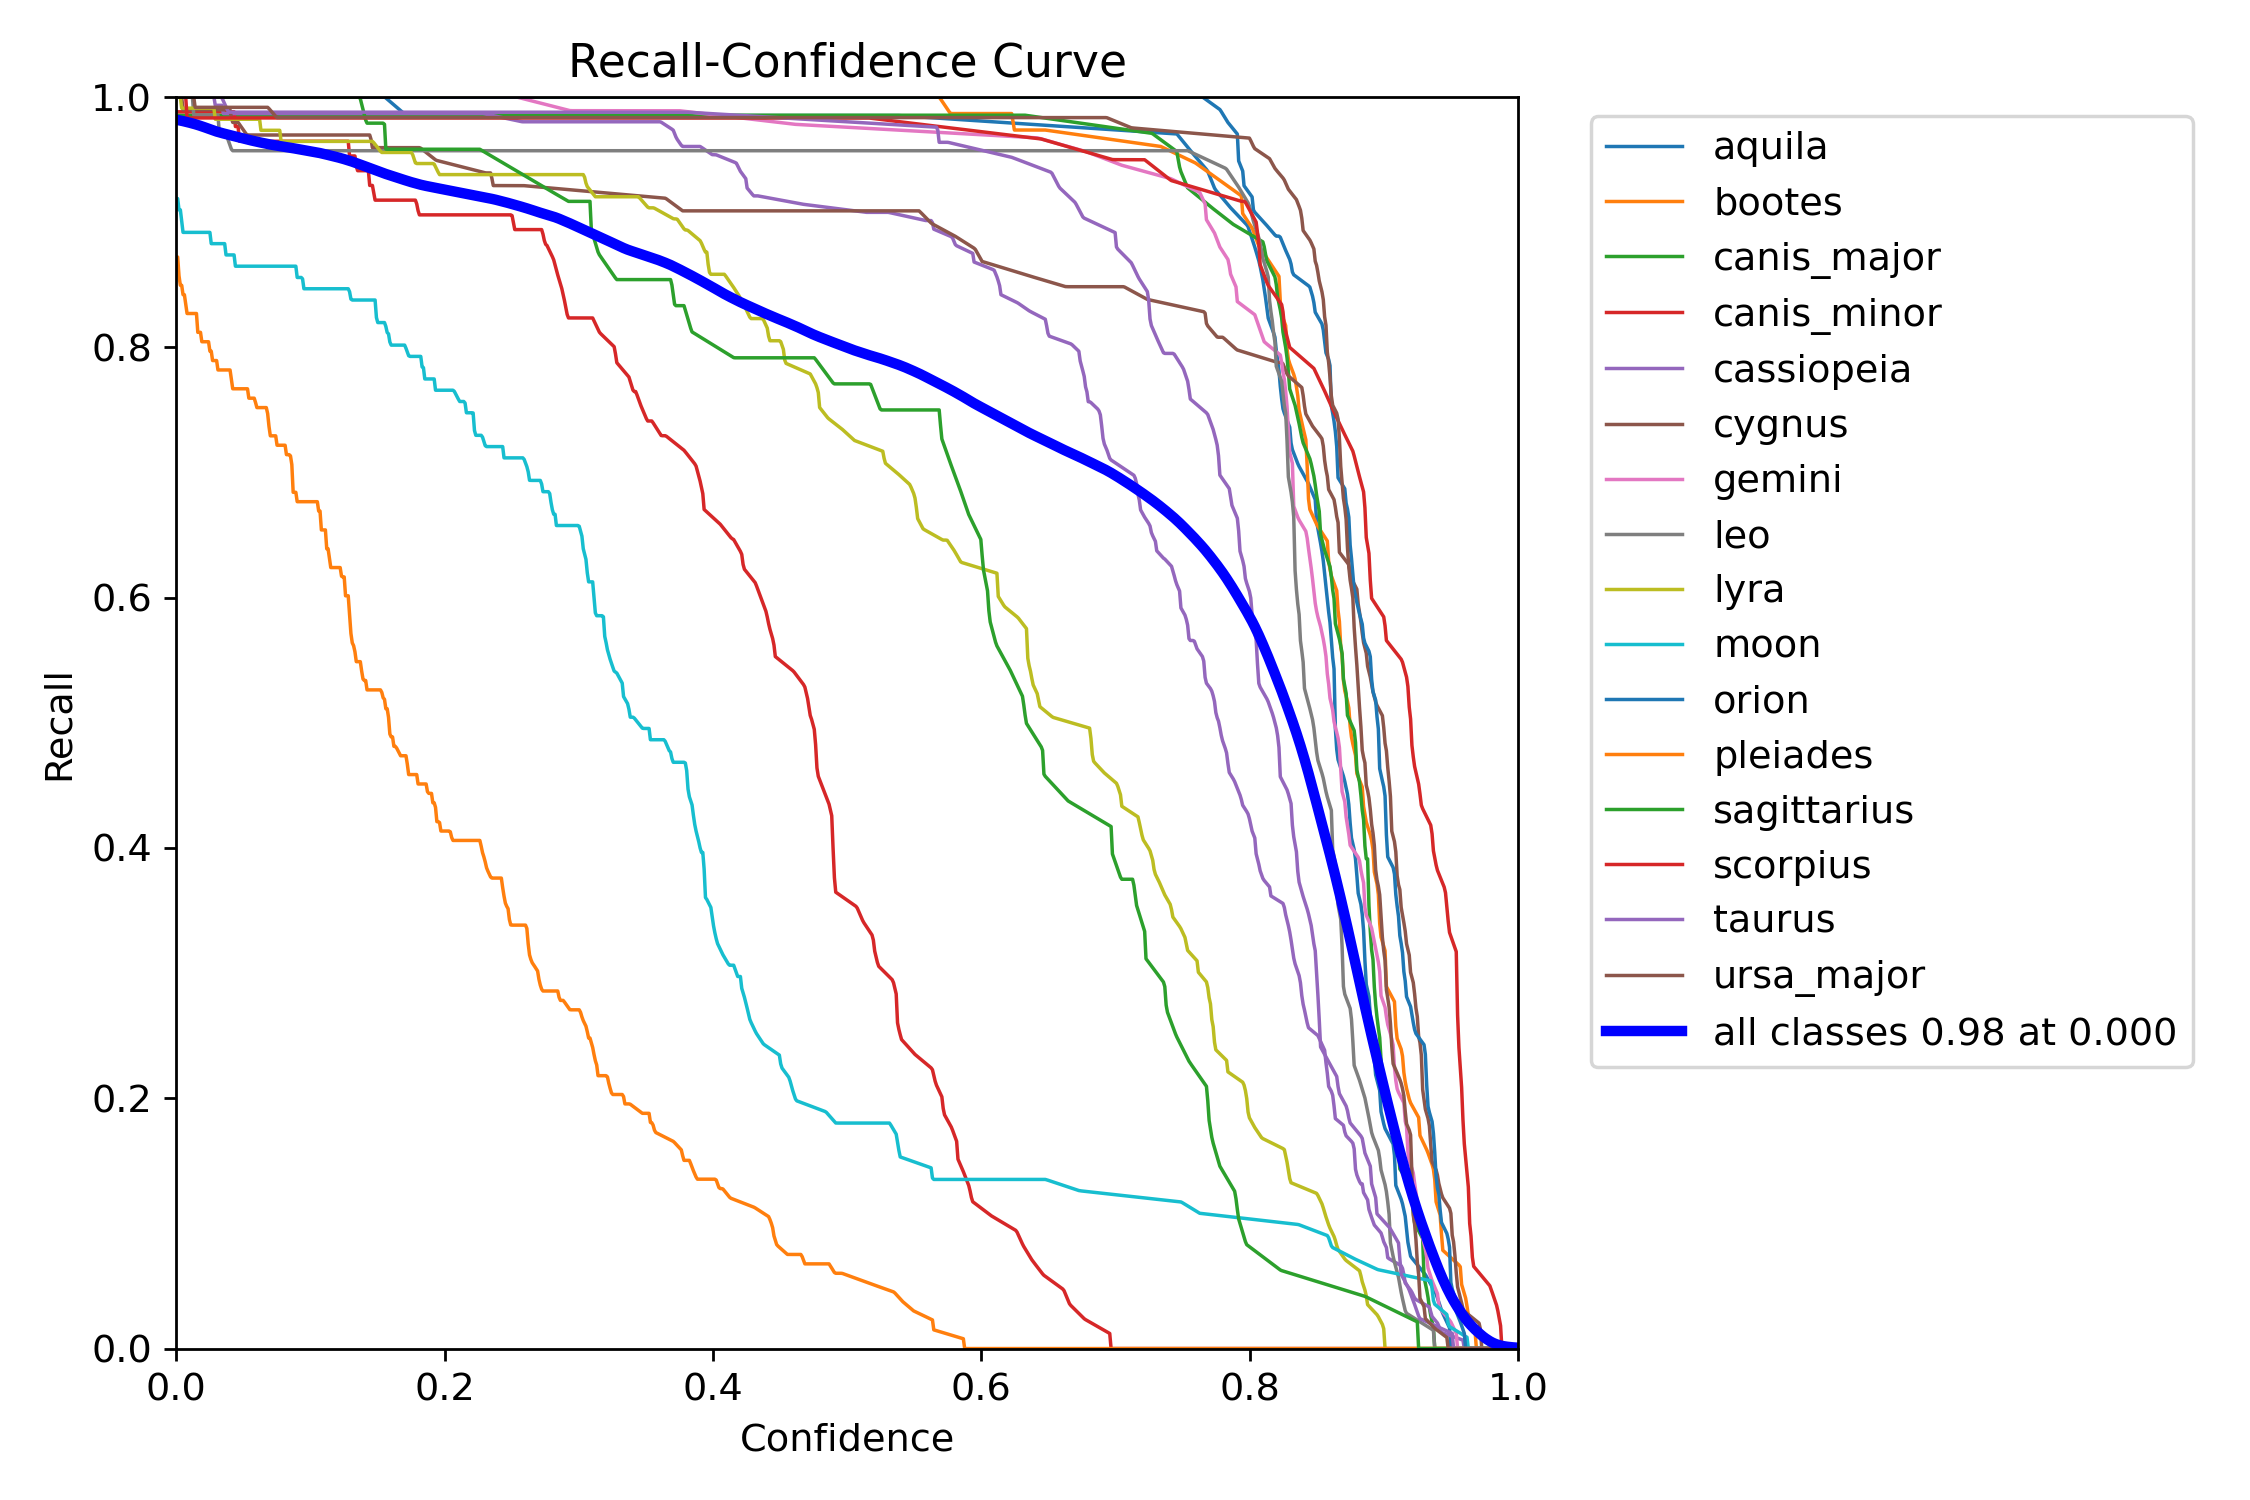 Recall-Confidence Curve
1.0
0.8
0.6
0.4
0.2
0.0
Recall
0.0 0.2 0.4 0.6 0.8 1.0
Confidence
aquila
bootes
canis_major
canis_minor
cassiopeia
cygnus
gemini
leo
lyra
moon
orion
pleiades
sagittarius
scorpius
taurus
ursa_major
all classes 0.98 at 0.000